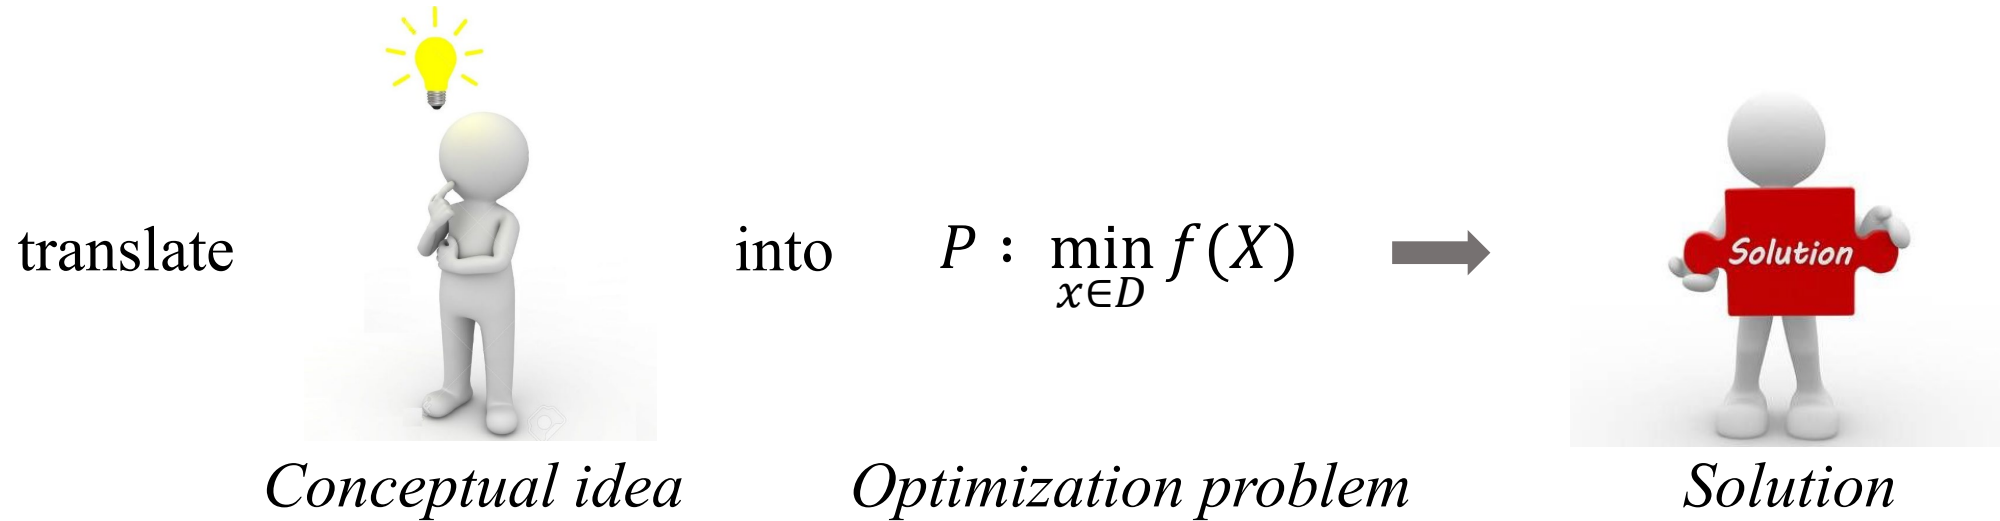 translate
into
P : min f(X)
x∈D
Solution
Conceptual idea
Optimization problem
Solution